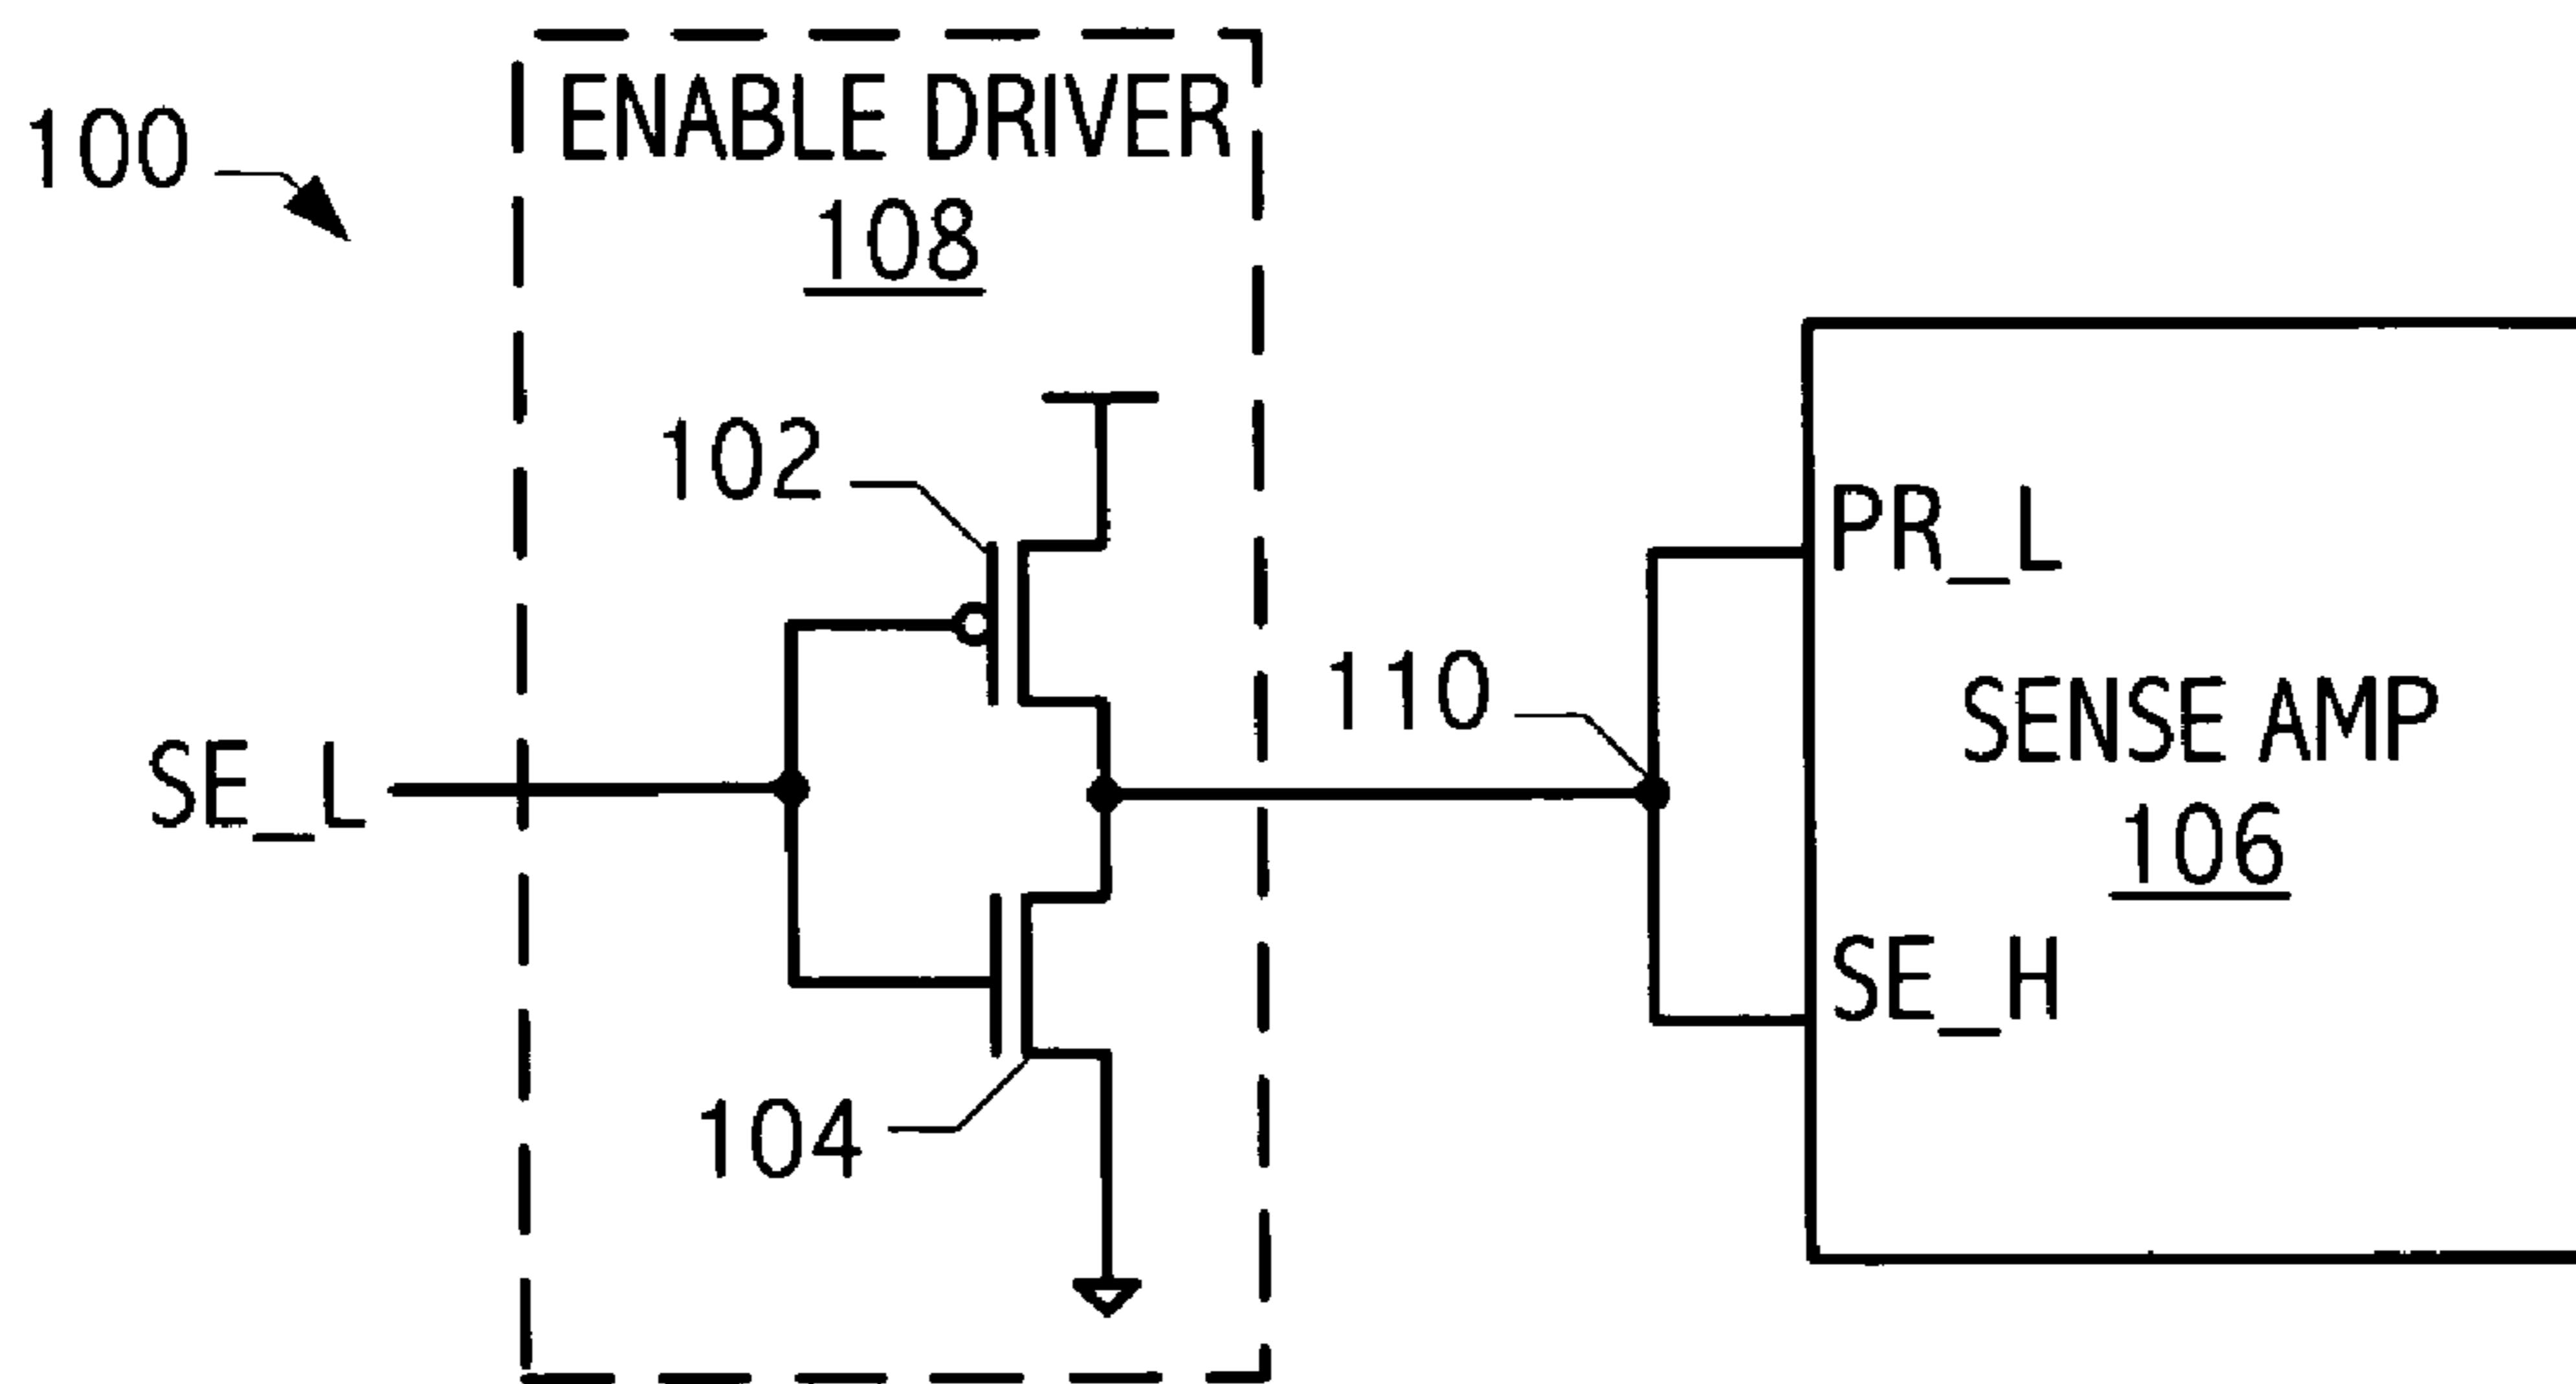 100
ENABLE DRIVER
108
102
SE_L
104
110
PR_L
SENSE AMP
106
SE_H